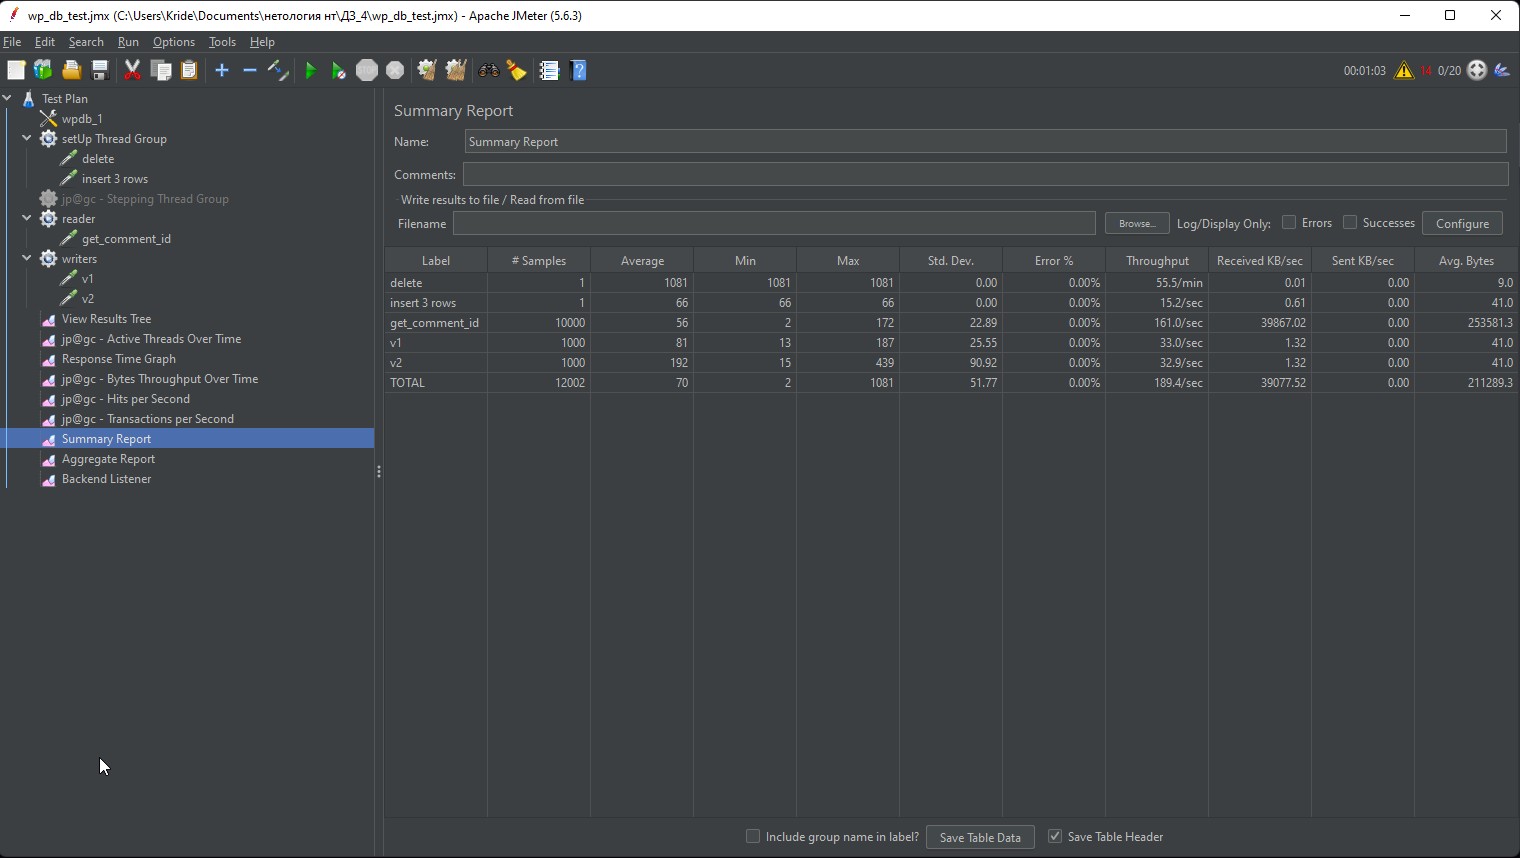 wp_db_test.jmx (C:\Users\Kride\Documents\нетология нт\ДЗ_4\wp_db_test.jmx) - Apache JMeter (5.6.3)
File Edit Search Run Options Tools Help
00:01:03 14 0/20
Test Plan
wpdb_1
setUp Thread Group
delete
insert 3 rows
jp@gc - Stepping Thread Group
reader
get_comment_id
writers
v1
v2
View Results Tree
jp@gc - Active Threads Over Time
Response Time Graph
jp@gc - Bytes Throughput Over Time
jp@gc - Hits per Second
jp@gc - Transactions per Second
Summary Report
Aggregate Report
Backend Listener
Summary Report
Name: Summary Report
Comments:
Write results to file / Read from file
Filename Browse... Log/Display Only: Errors Successes Configure
Label # Samples Average Min Max Std. Dev. Error % Throughput Received KB/sec Sent KB/sec Avg. Bytes
delete 1 1081 1081 1081 0.00 0.00% 55.5/min 0.01 0.00 9.0
insert 3 rows 1 66 66 66 0.00 0.00% 15.2/sec 0.61 0.00 41.0
get_comment_id 10000 56 2 172 22.89 0.00% 161.0/sec 39867.02 0.00 253581.3
v1 1000 81 13 187 25.55 0.00% 33.0/sec 1.32 0.00 41.0
v2 1000 192 15 439 90.92 0.00% 32.9/sec 1.32 0.00 41.0
TOTAL 12002 70 2 1081 51.77 0.00% 189.4/sec 39077.52 0.00 211289.3
Include group name in label? Save Table Data Save Table Header